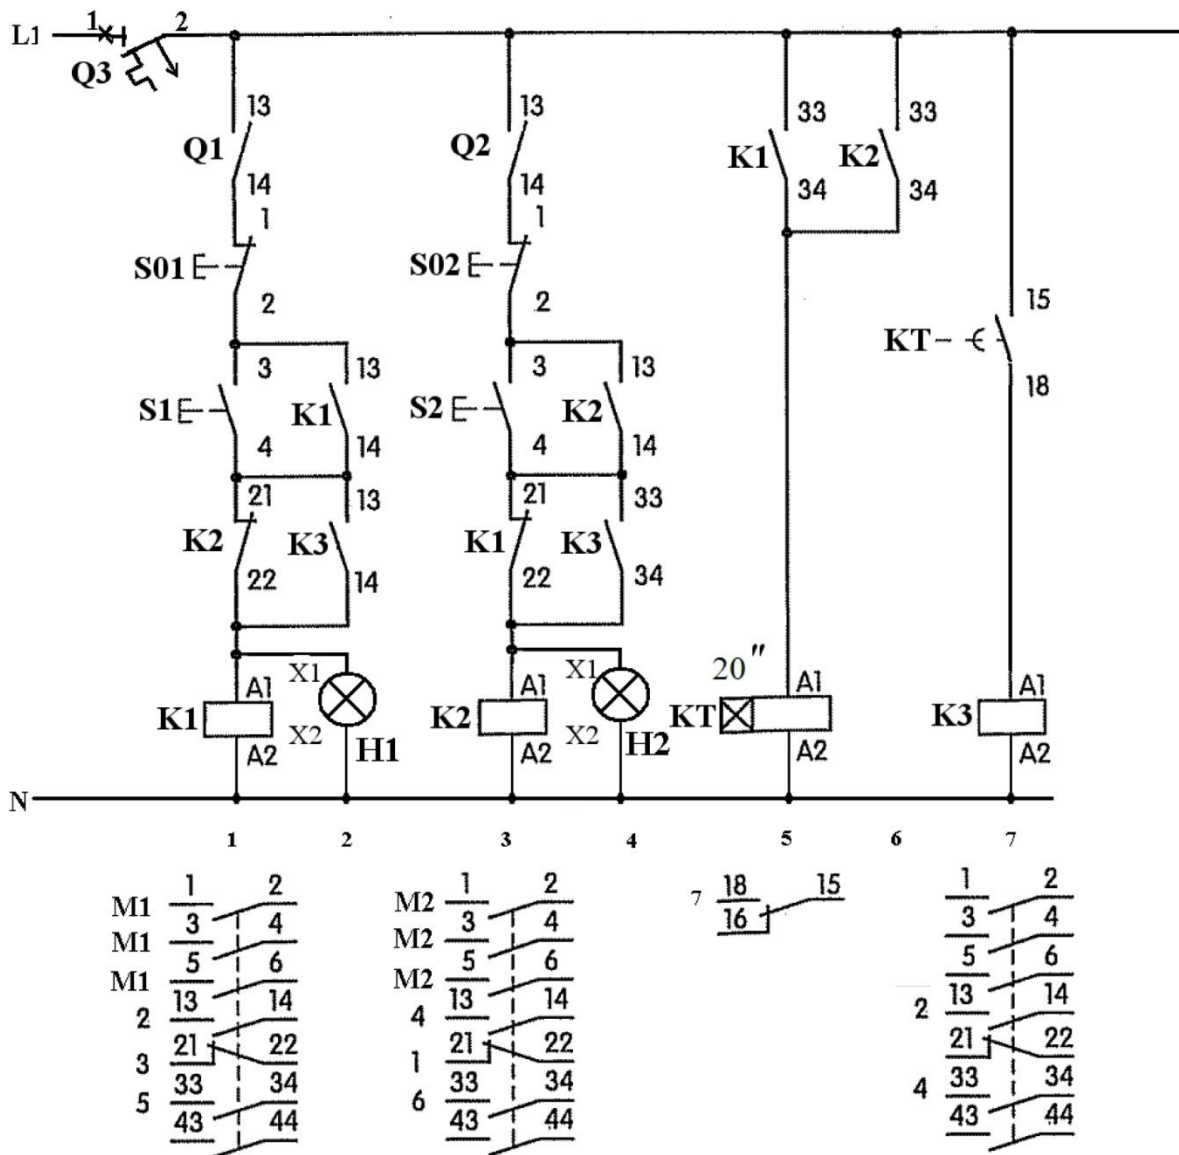 L1 1 2
Q3
13 13
Q1 Q2 33 33
K1 K2
14 14 34 34
1 1
S01 S02
2 2 15
KT
3 13 3 13
18
S1 K1 S2 K2
4 14 4 14
21 13 21 33
K2 K3 K1 K3
22 14 22 34
X1 X1 20″
A1 A1 A1 A1
K1 K2 KT K3
X2 X2
A2 H1 A2 H2 A2 A2
N
1 2 3 4 5 6 7
1 2 1 2 18 15 1 2
M1 M2 7
3 4 3 4 16 3 4
M1 M2
5 6 5 6 5 6
M1 M2
13 14 13 14 13 14
2 4 2
21 22 21 22 21 22
3 1
33 34 33 34 33 34
5 6 4
43 44 43 44 43 44